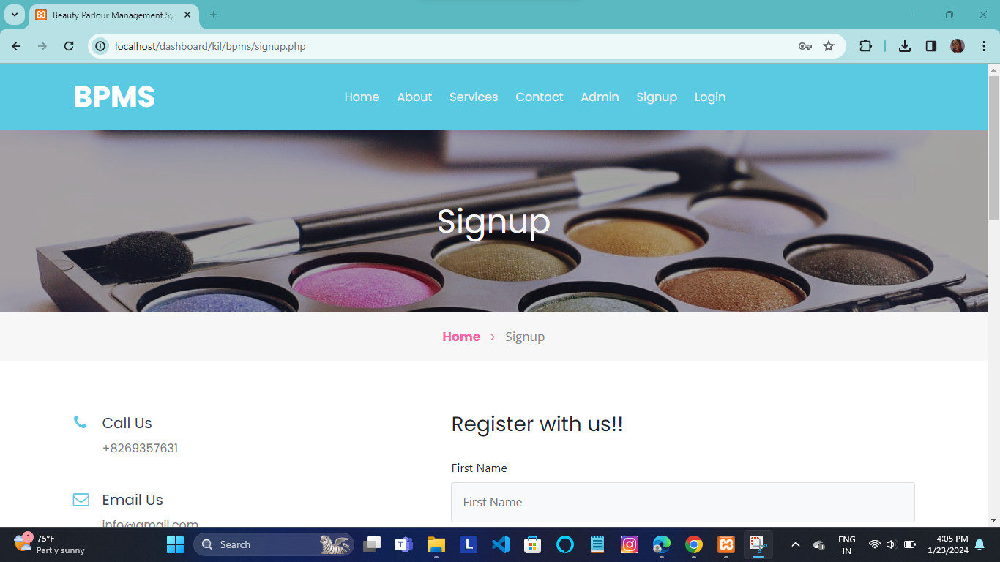 Beauty Parlour Management Sy
localhost/dashboard/kil/bpms/signup.php
BPMS
Home
About
Services
Contact
Admin
Signup
Login
Signup
Home > Signup
Call Us
+8269357631
Email Us
info@gmail.com
Register with us!!
First Name
First Name
1
75°F
Partly sunny
Search
L
ENG
IN
4:05 PM
1/23/2024